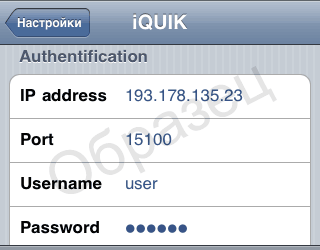 Настройки
iQUIK
Authentification
IP address 193.178.135.23
Port 15100
Username user
Password ●●●●●●
Образец